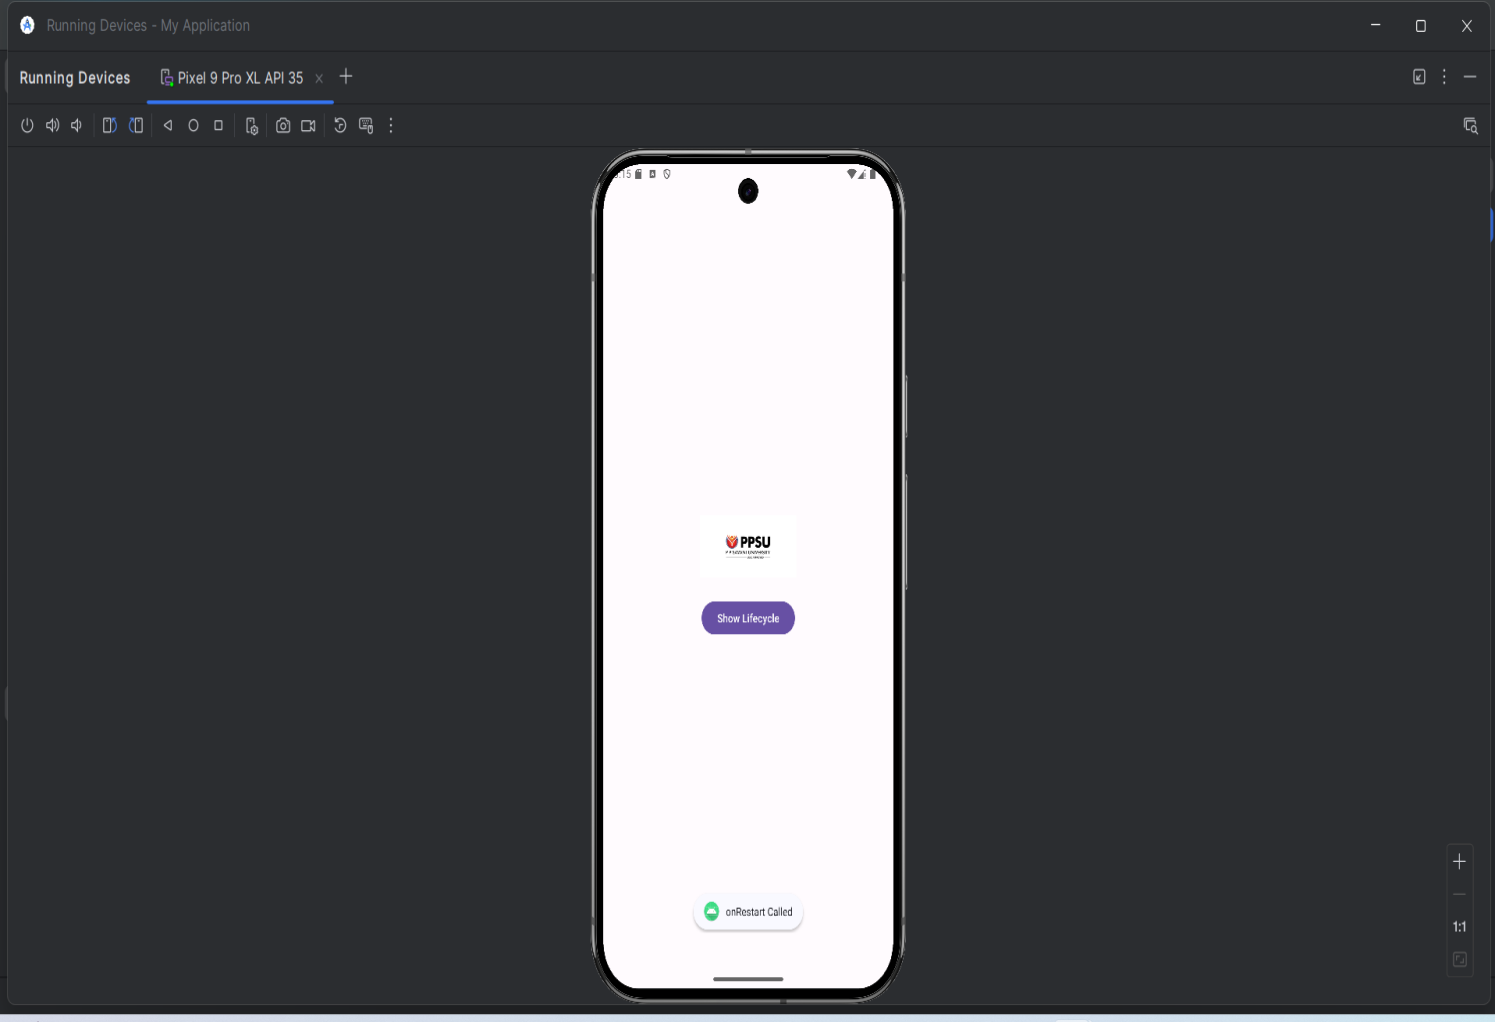 Running Devices - My Application
Running Devices
Pixel 9 Pro XL API 35
:15
PPSU
Show Lifecycle
onRestart Called
1:1